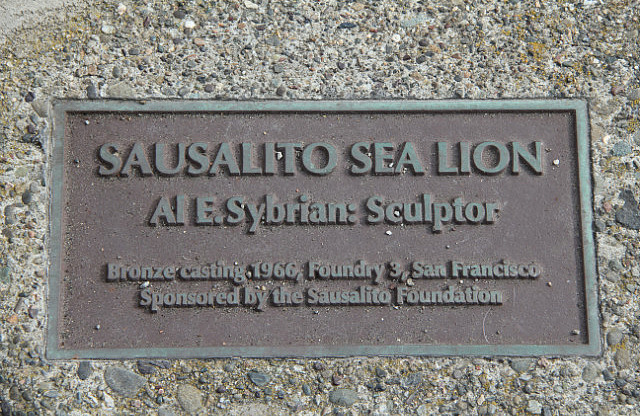 SAUSALITO SEA LION
Al E. Sybrian: Sculptor
Bronze casting 1966, Foundry 3, San Francisco
Sponsored by the Sausalito Foundation